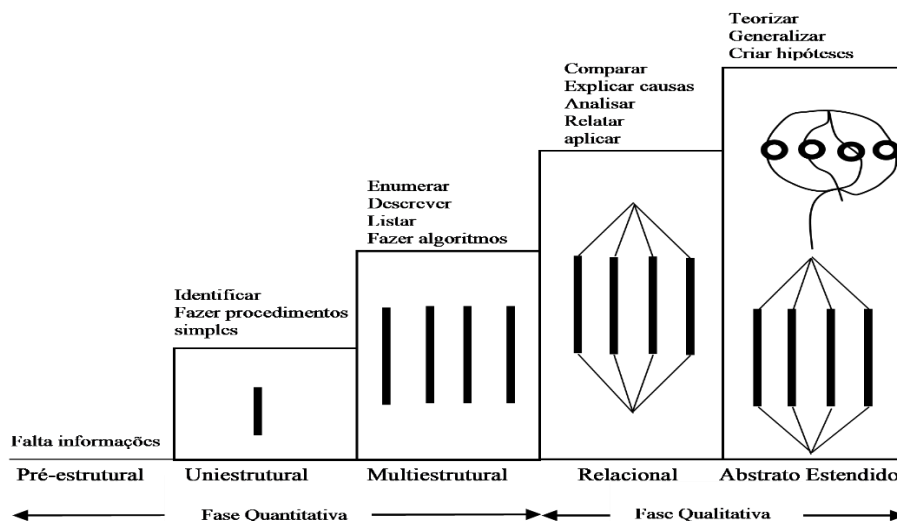 Teorizar
Generalizar
Criar hipóteses
Comparar
Explicar causas
Analisar
Relatar
aplicar
Enumerar
Descrever
Listar
Fazer algoritmos
Identificar
Fazer procedimentos
simples
Falta informações
Pré-estrutural
Uniestrutural
Multiestrutural
Relacional
Abstrato Estendido
Fase Quantitativa
Fase Qualitativa